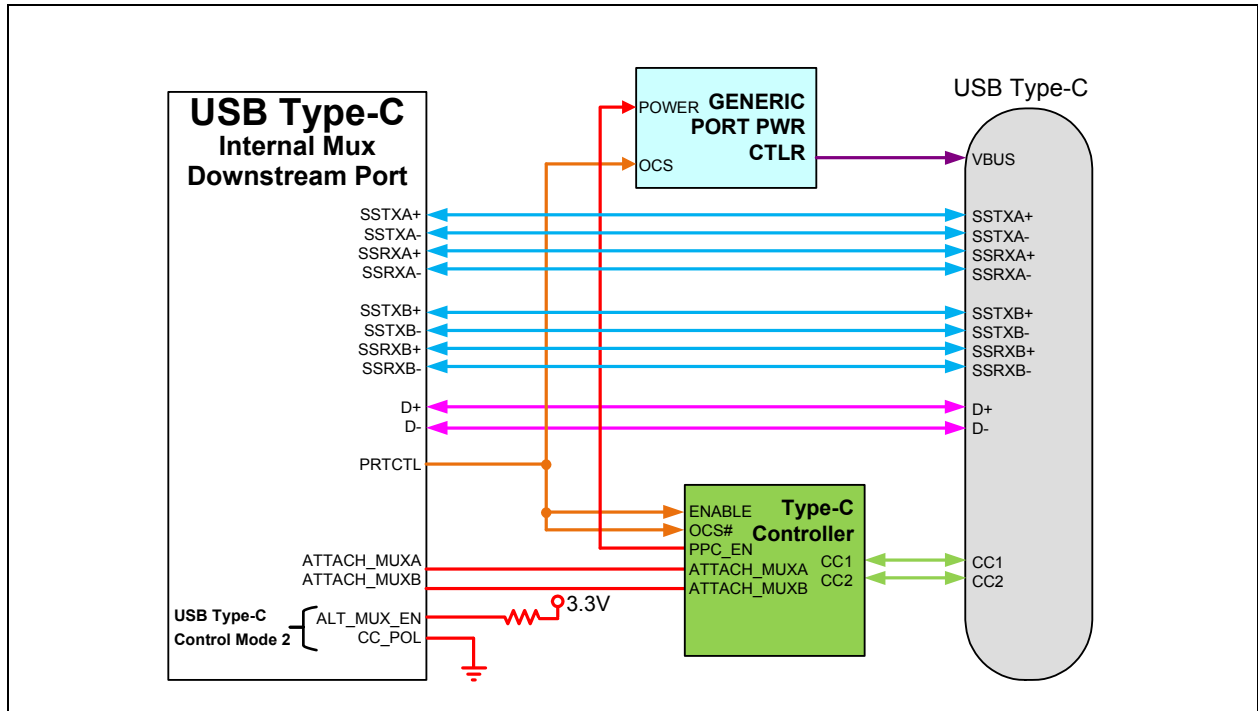 USB Type-C
Internal Mux
Downstream Port
SSTXA+
SSTXA-
SSRXA+
SSRXA-
SSTXB+
SSTXB-
SSRXB+
SSRXB-
D+
D-
PRTCTL
ATTACH_MUXA
ATTACH_MUXB
USB Type-C
Control Mode 2
ALT_MUX_EN
CC_POL
3.3V
POWER
OCS
GENERIC
PORT PWR
CTLR
ENABLE
OCS#
PPC_EN
ATTACH_MUXA
ATTACH_MUXB
Type-C
Controller
CC1
CC2
USB Type-C
VBUS
SSTXA+
SSTXA-
SSRXA+
SSRXA-
SSTXB+
SSTXB-
SSRXB+
SSRXB-
D+
D-
CC1
CC2